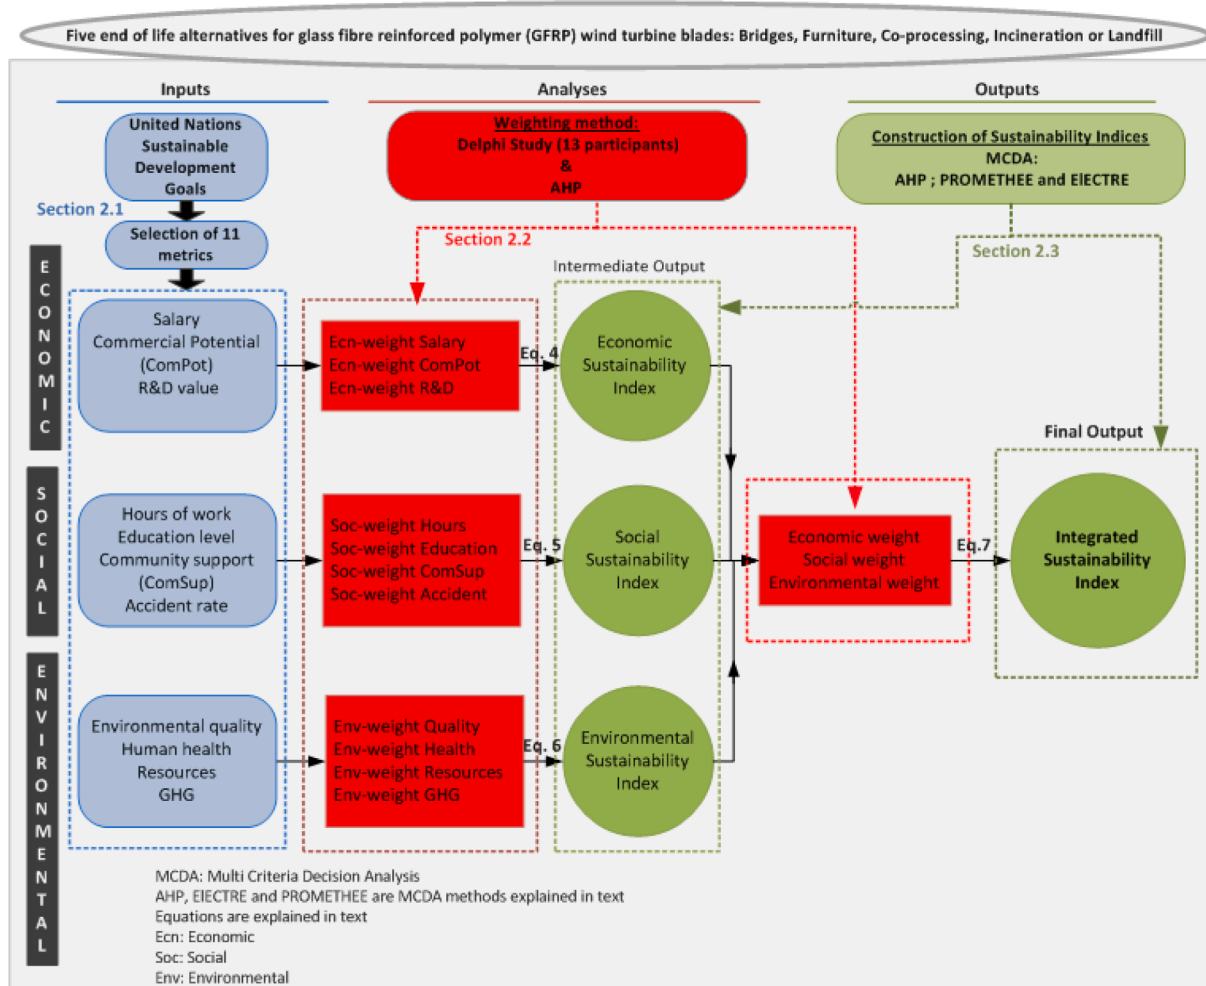 Five end of life alternatives for glass fibre reinforced polymer (GFRP) wind turbine blades: Bridges, Furniture, Co-processing, Incineration or Landfill
Inputs
Analyses
Outputs
United Nations
Sustainable
Development
Goals
Weighting method:
Delphi Study (13 participants)
&
AHP
Construction of Sustainability Indices
MCDA:
AHP ; PROMETHEE and ElECTRE
Section 2.1
Selection of 11
metrics
Section 2.2
Section 2.3
ECONOMIC
Salary
Commercial Potential
(ComPot)
R&D value
Ecn-weight Salary
Ecn-weight ComPot
Ecn-weight R&D
Eq. 4
Intermediate Output
Economic
Sustainability
Index
SOCIAL
Hours of work
Education level
Community support
(ComSup)
Accident rate
Soc-weight Hours
Soc-weight Education
Soc-weight ComSup
Soc-weight Accident
Eq. 5
Social
Sustainability
Index
Economic weight
Social weight
Environmental weight
Eq.7
Final Output
Integrated
Sustainability
Index
ENVIRONMENTAL
Environmental quality
Human health
Resources
GHG
Env-weight Quality
Env-weight Health
Env-weight Resources
Env-weight GHG
Eq. 6
Environmental
Sustainability
Index
MCDA: Multi Criteria Decision Analysis
AHP, ElECTRE and PROMETHEE are MCDA methods explained in text
Equations are explained in text
Ecn: Economic
Soc: Social
Env: Environmental